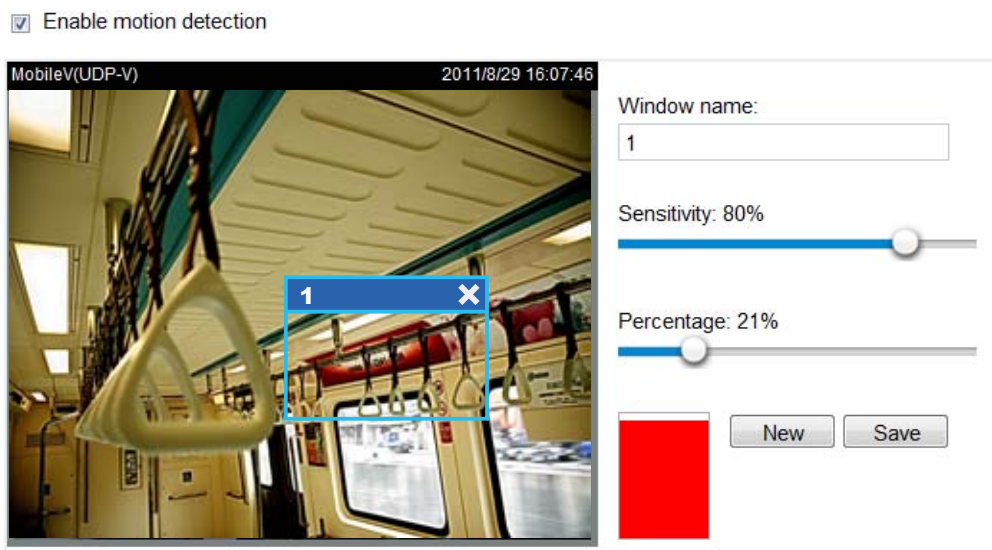 Enable motion detection
MobileV(UDP-V) 2011/8/29 16:07:46
Window name:
1
Sensitivity: 80%
1
Percentage: 21%
New Save